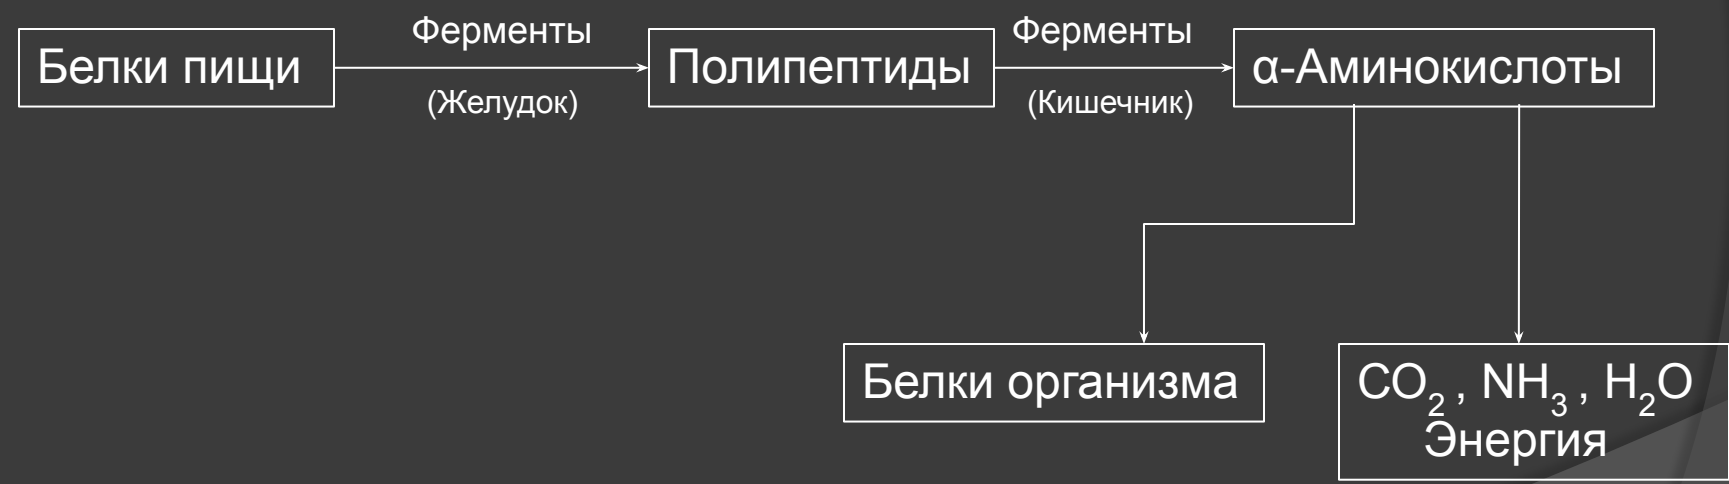 Ферменты
Ферменты
Белки пищи
Полипептиды
α-Аминокислоты
(Желудок)
(Кишечник)
Белки организма
CO₂ , NH₃ , H₂O
Энергия